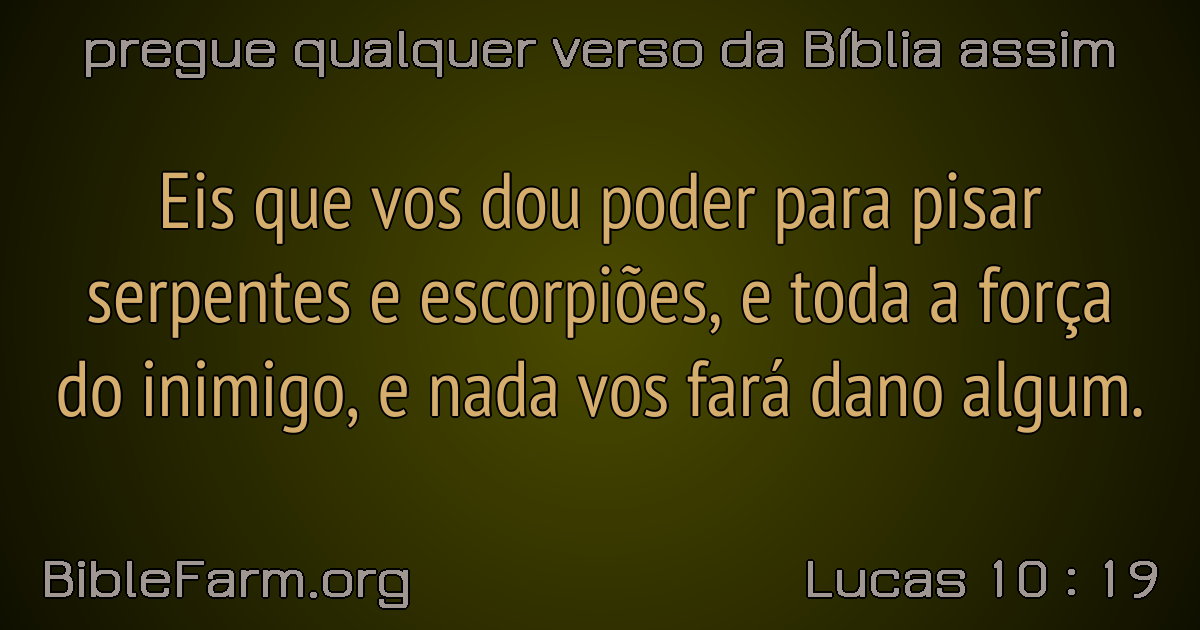 pregue qualquer verso da Bíblia assim
Eis que vos dou poder para pisar
serpentes e escorpiões, e toda a força
do inimigo, e nada vos fará dano algum.
BibleFarm.org
Lucas 10 : 19